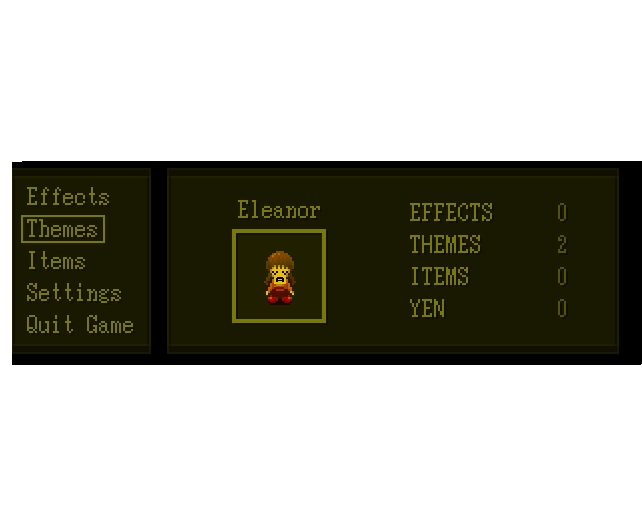 Effects
Themes
Items
Settings
Quit Game
Eleanor
EFFECTS 0
THEMES 2
ITEMS 0
YEN 0